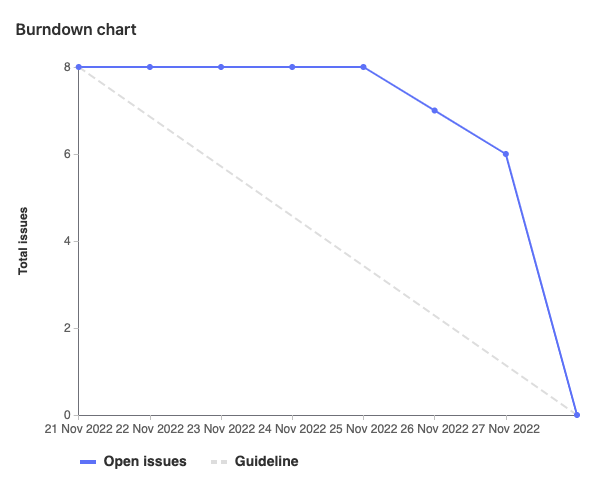 Burndown chart
8
6
4
2
0
Total issues
21 Nov 2022 22 Nov 2022 23 Nov 2022 24 Nov 2022 25 Nov 2022 26 Nov 2022 27 Nov 2022
Open issues Guideline